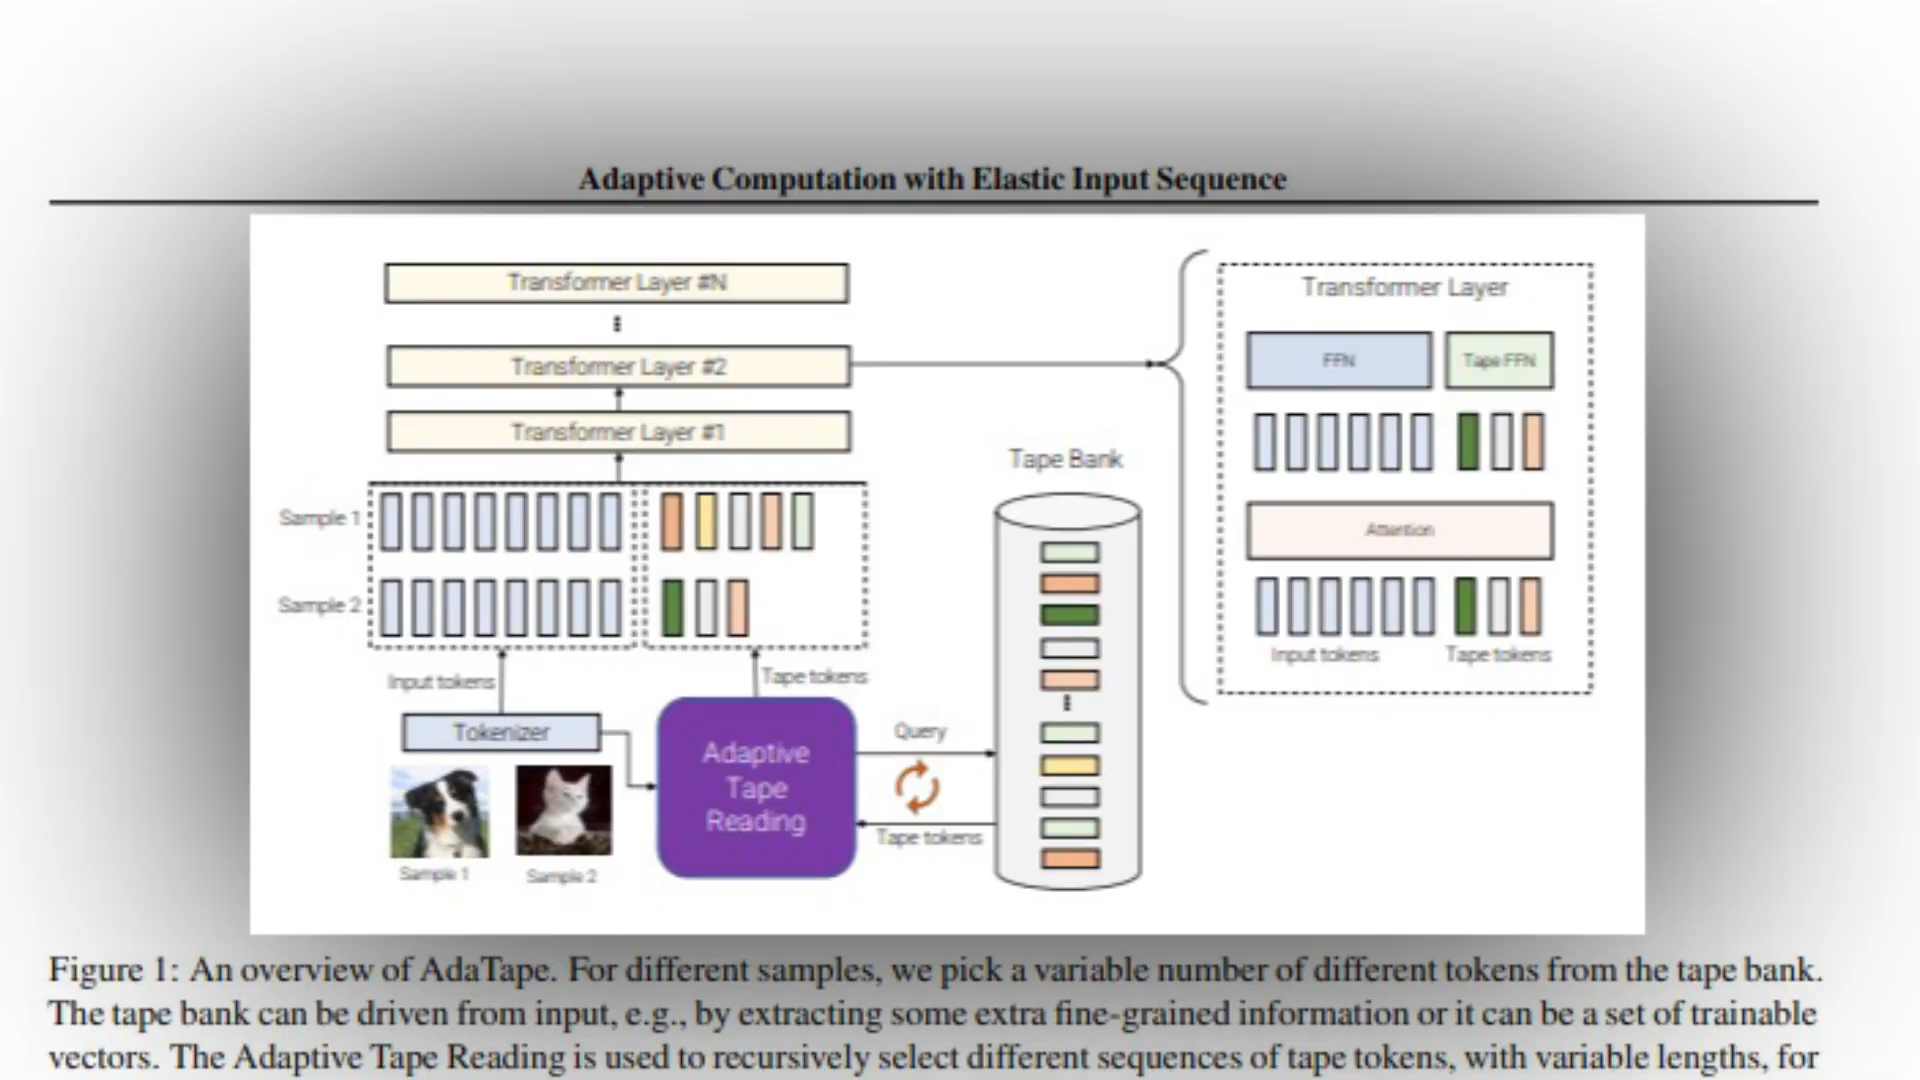 Adaptive Computation with Elastic Input Sequence
Transformer Layer #N
Transformer Layer #2
Transformer Layer #1
Sample 1
Sample 2
Input tokens
Tape tokens
Tokenizer
Sample 1
Sample 2
Adaptive
Tape
Reading
Query
Tape tokens
Tape Bank
Transformer Layer
FFN
Tape FFN
Attention
Input tokens
Tape tokens
Figure 1: An overview of AdaTape. For different samples, we pick a variable number of different tokens from the tape bank.
The tape bank can be driven from input, e.g., by extracting some extra fine-grained information or it can be a set of trainable
vectors. The Adaptive Tape Reading is used to recursively select different sequences of tape tokens, with variable lengths, for